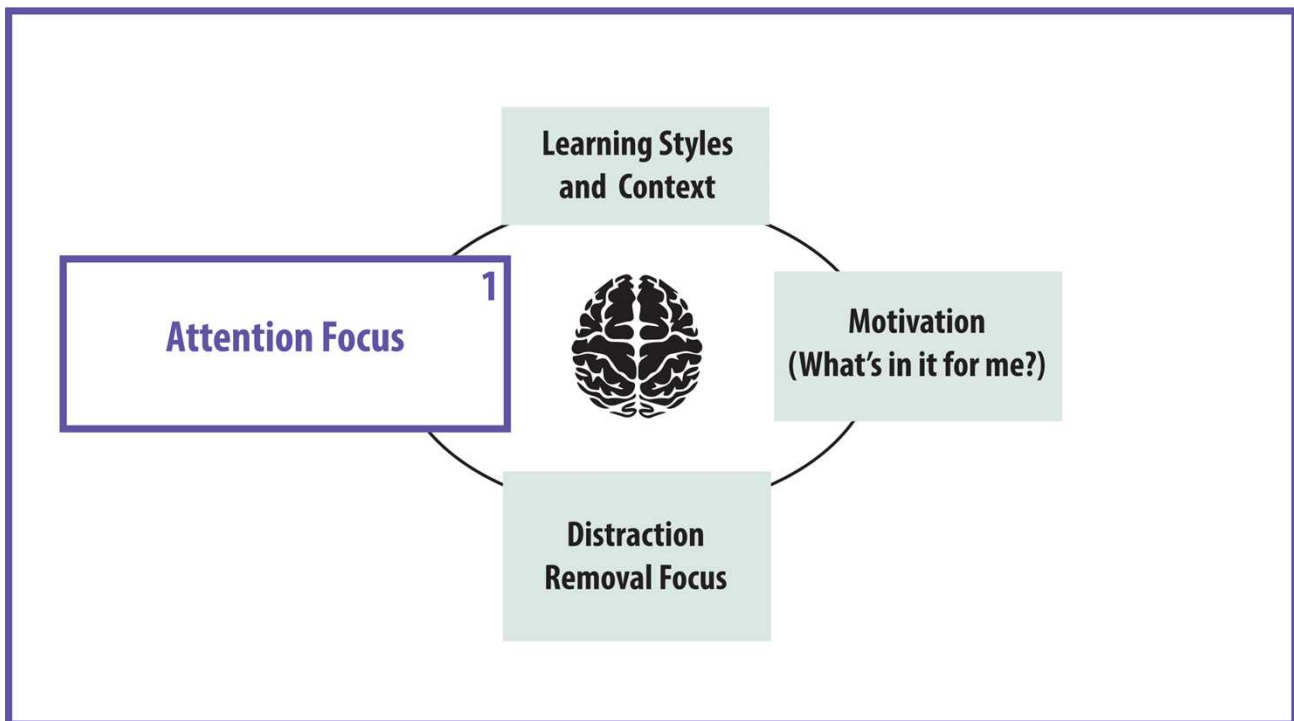 Learning Styles
and Context
1
Attention Focus
Motivation
(What's in it for me?)
Distraction
Removal Focus